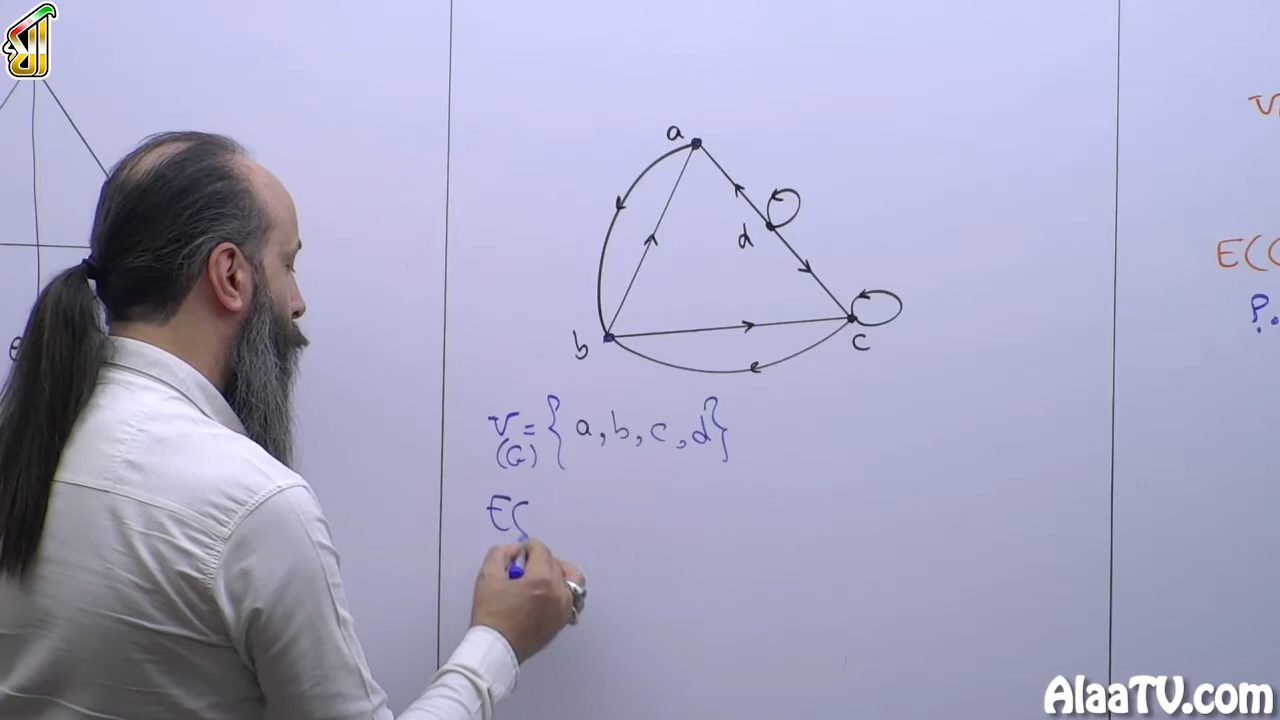 a
d
b
c
V = { a, b, c, d }
(G)
E(
E(
?
AlaaTV.com